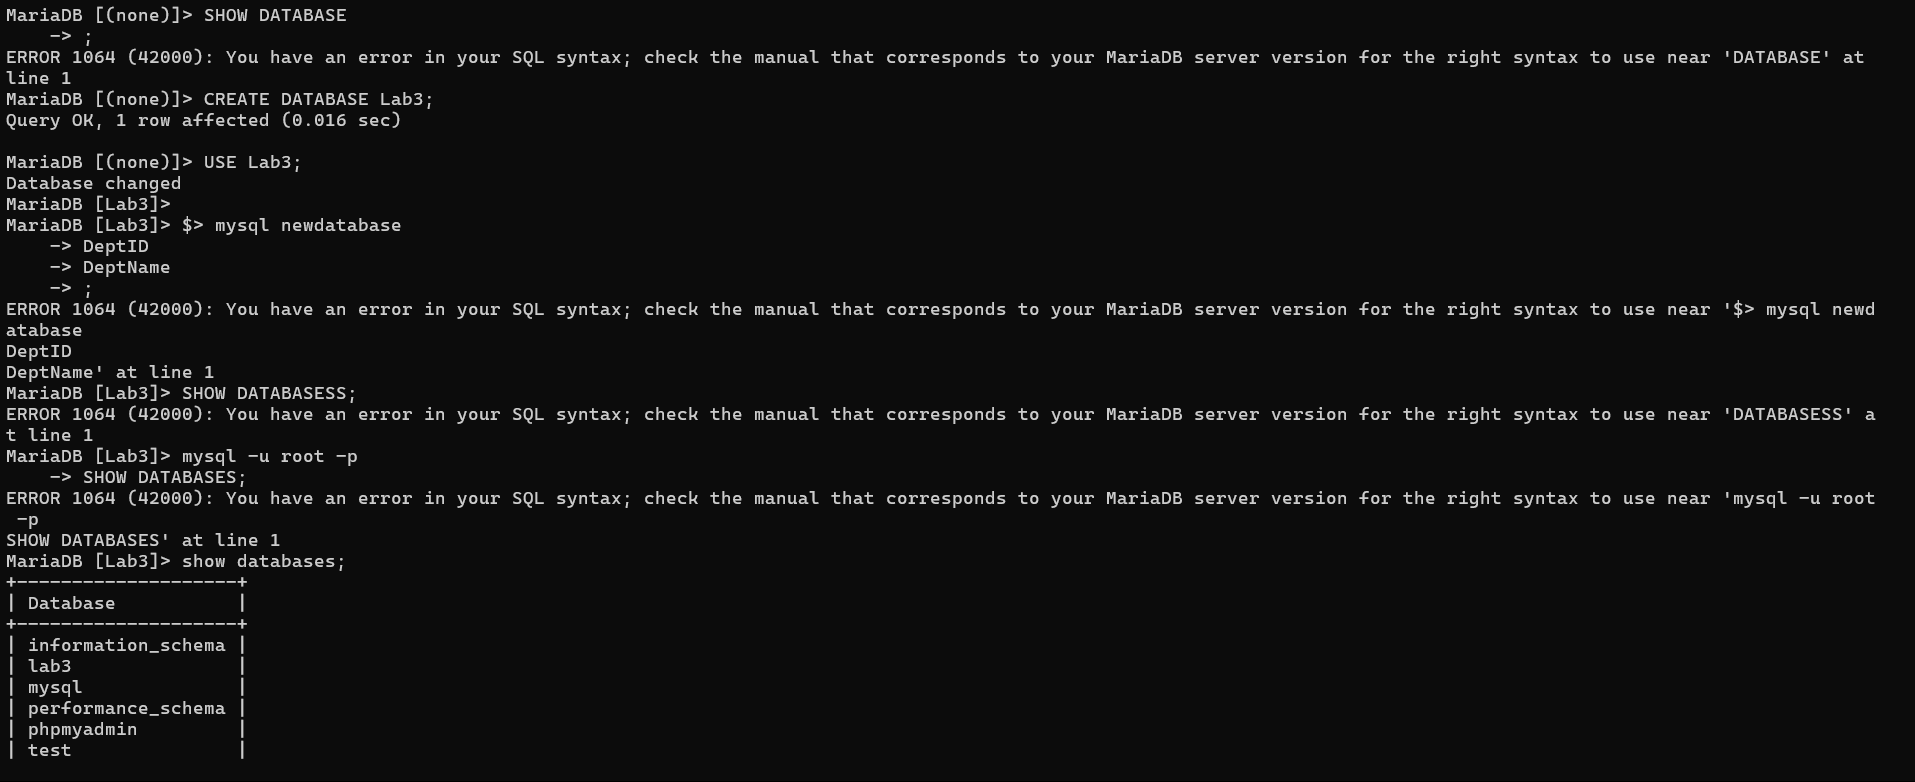 MariaDB [(none)]> SHOW DATABASE
    -> ;
ERROR 1064 (42000): You have an error in your SQL syntax; check the manual that corresponds to your MariaDB server version for the right syntax to use near 'DATABASE' at
line 1
MariaDB [(none)]> CREATE DATABASE Lab3;
Query OK, 1 row affected (0.016 sec)

MariaDB [(none)]> USE Lab3;
Database changed
MariaDB [Lab3]>
MariaDB [Lab3]> $> mysql newdatabase
    -> DeptID
    -> DeptName
    -> ;
ERROR 1064 (42000): You have an error in your SQL syntax; check the manual that corresponds to your MariaDB server version for the right syntax to use near '$> mysql newd
atabase
DeptID
DeptName' at line 1
MariaDB [Lab3]> SHOW DATABASESS;
ERROR 1064 (42000): You have an error in your SQL syntax; check the manual that corresponds to your MariaDB server version for the right syntax to use near 'DATABASESS' a
t line 1
MariaDB [Lab3]> mysql -u root -p
    -> SHOW DATABASES;
ERROR 1064 (42000): You have an error in your SQL syntax; check the manual that corresponds to your MariaDB server version for the right syntax to use near 'mysql -u root
 -p
SHOW DATABASES' at line 1
MariaDB [Lab3]> show databases;
+--------------------+
| Database           |
+--------------------+
| information_schema |
| lab3               |
| mysql              |
| performance_schema |
| phpmyadmin         |
| test               |